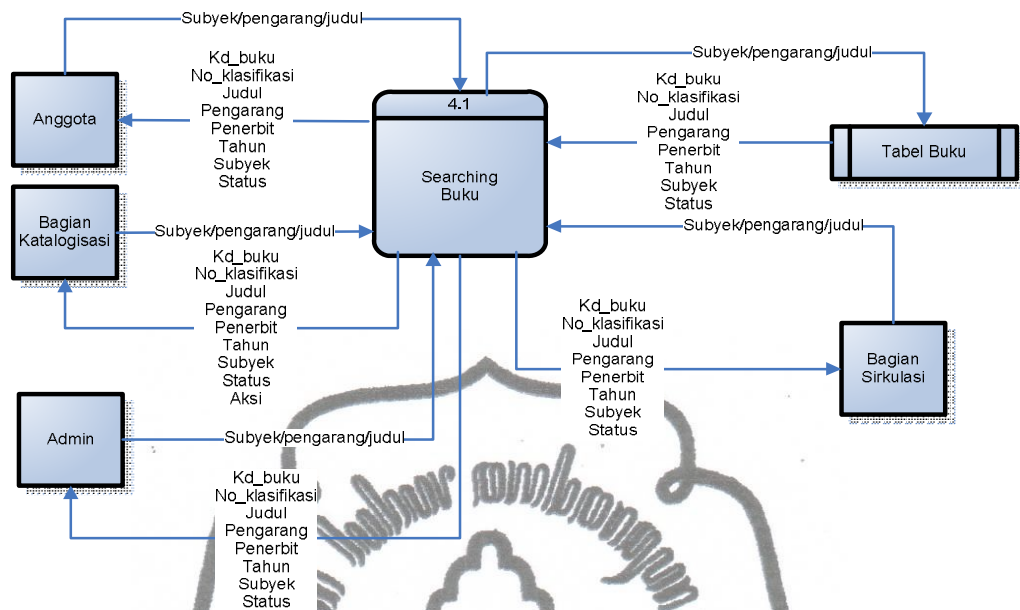 Subyek/pengarang/judul
Kd_buku
No_klasifikasi
Judul
Pengarang
Penerbit
Tahun
Subyek
Status
Anggota
4.1
Searching
Buku
Subyek/pengarang/judul
Kd_buku
No_klasifikasi
Judul
Pengarang
Penerbit
Tahun
Subyek
Status
Tabel Buku
Bagian
Katalogisasi
Subyek/pengarang/judul
Kd_buku
No_klasifikasi
Judul
Pengarang
Penerbit
Tahun
Subyek
Status
Aksi
Subyek/pengarang/judul
Kd_buku
No_klasifikasi
Judul
Pengarang
Penerbit
Tahun
Subyek
Status
Bagian
Sirkulasi
Admin
Subyek/pengarang/judul
Kd_buku
No_klasifikasi
Judul
Pengarang
Penerbit
Tahun
Subyek
Status